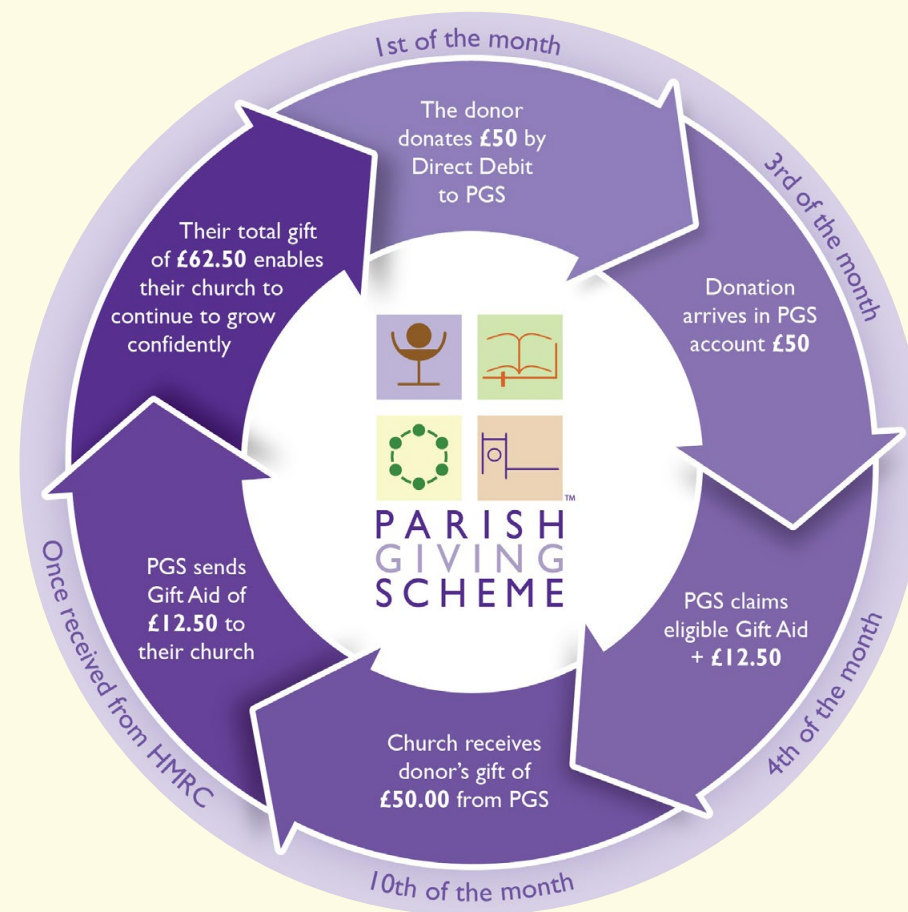 1st of the month
The donor
donates £50 by
Direct Debit
to PGS
3rd of the month
Donation
arrives in PGS
account £50
4th of the month
PGS claims
eligible Gift Aid
+ £12.50
10th of the month
Church receives
donor's gift of
£50.00 from PGS
Once received from HMRC
PGS sends
Gift Aid of
£12.50 to
their church
Their total gift
of £62.50 enables
their church to
continue to grow
confidently
PARISH
GIVING
SCHEME
TM